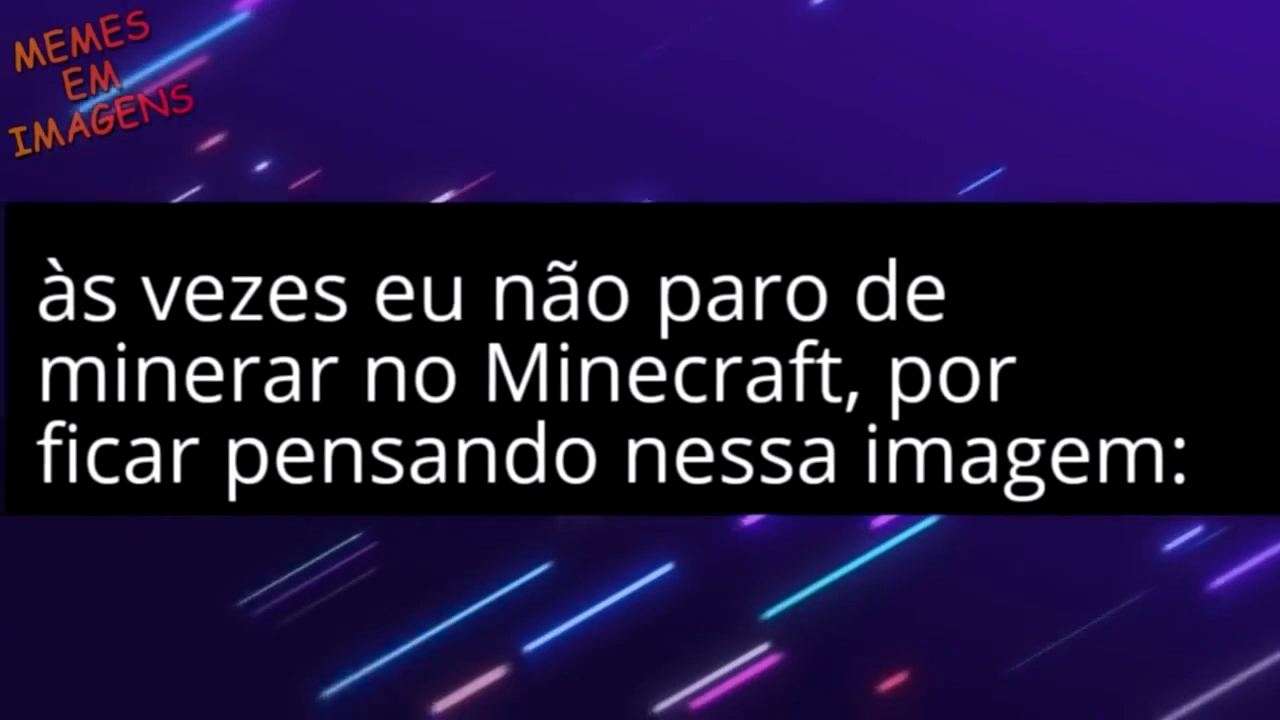 MEMES
EM
IMAGENS
às vezes eu não paro de
minerar no Minecraft, por
ficar pensando nessa imagem: